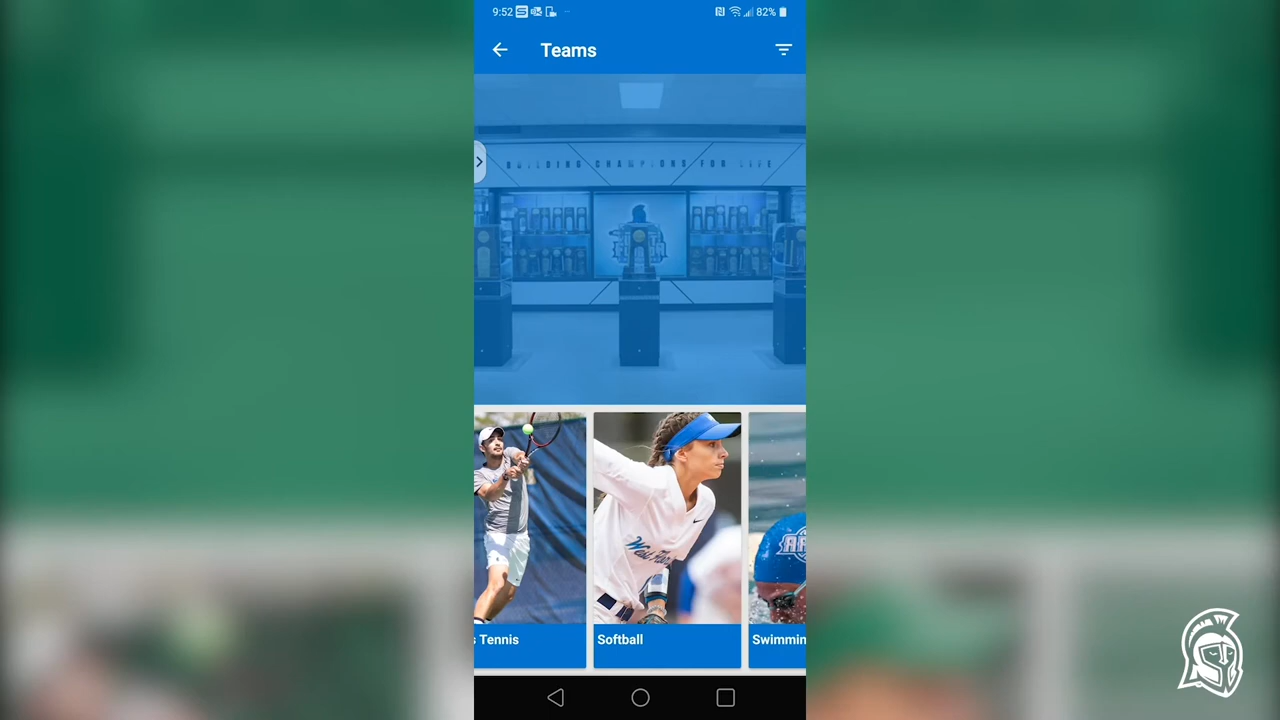 9:52
82%
Teams
BUILDING CHAMPIONS FOR LIFE
s Tennis
Softball
Swimmin